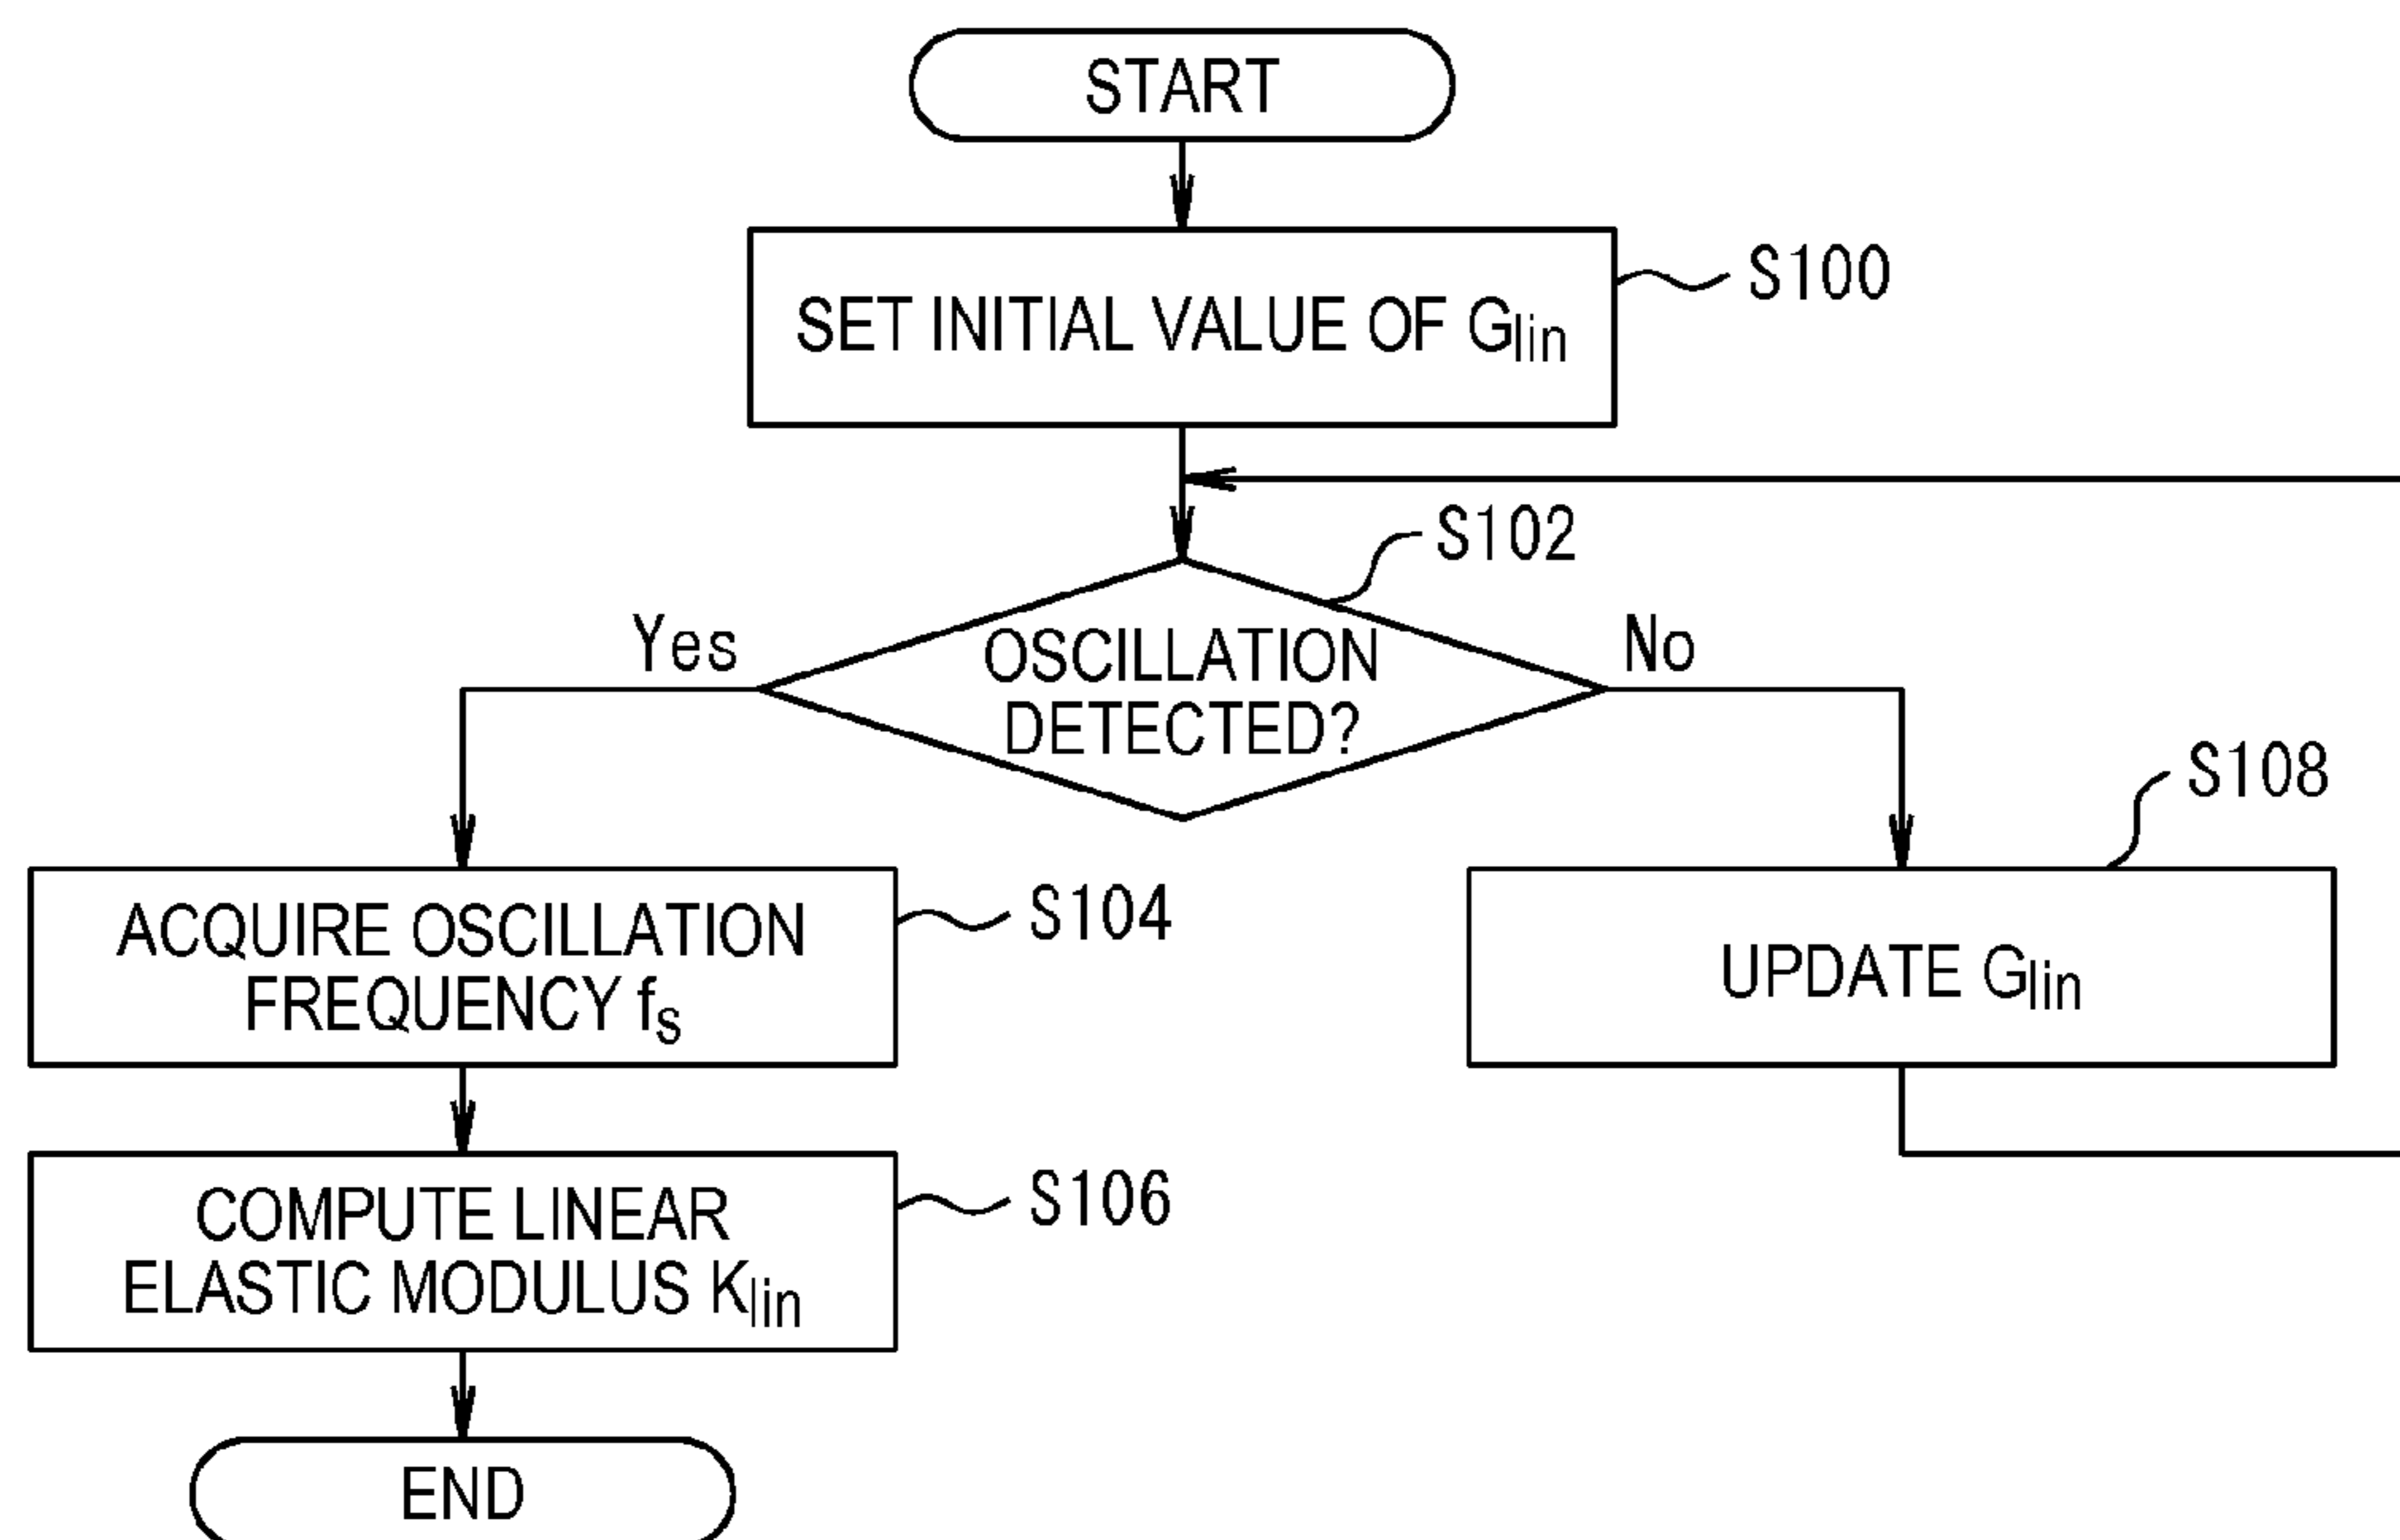 START
SET INITIAL VALUE OF Glin
S100
S102
OSCILLATION
DETECTED?
Yes
No
S108
ACQUIRE OSCILLATION
FREQUENCY fs
S104
UPDATE Glin
COMPUTE LINEAR
ELASTIC MODULUS Klin
S106
END